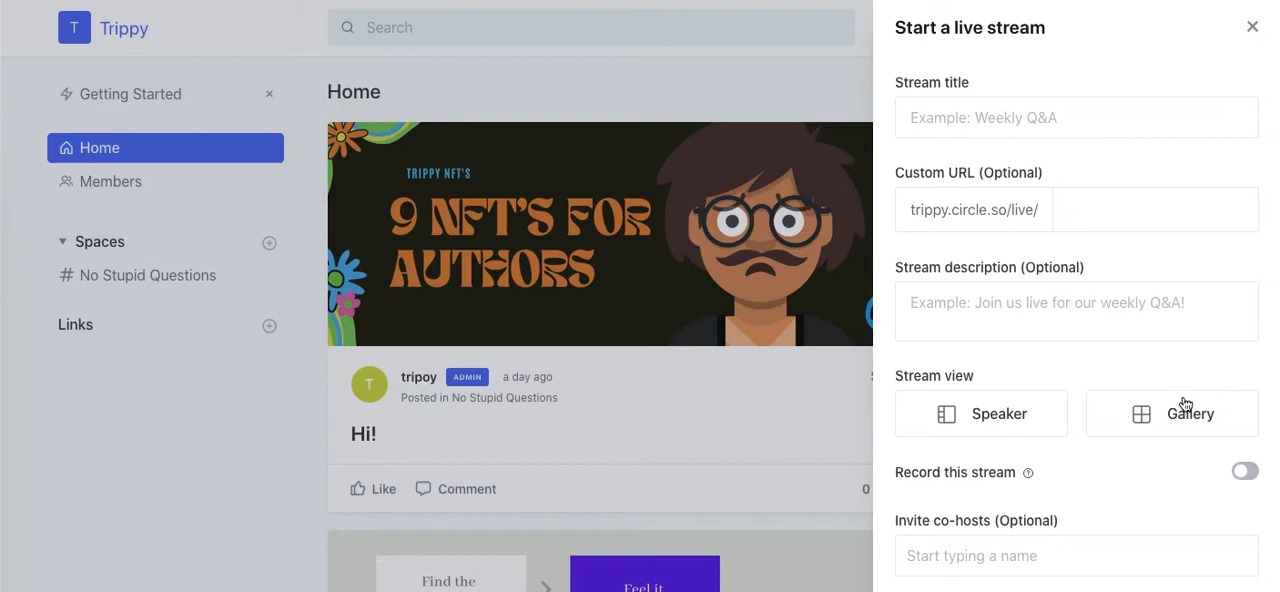 T Trippy
Search
Getting Started
Home
Members
Spaces
# No Stupid Questions
Links
Home
TRIPPY NFT'S
9 NFT'S FOR
AUTHORS
T
tripoy ADMIN a day ago
Posted in No Stupid Questions
Hi!
Like Comment
0
Find the
Feel it
Start a live stream
Stream title
Example: Weekly Q&A
Custom URL (Optional)
trippy.circle.so/live/
Stream description (Optional)
Example: Join us live for our weekly Q&A!
Stream view
Speaker Gallery
Record this stream
Invite co-hosts (Optional)
Start typing a name